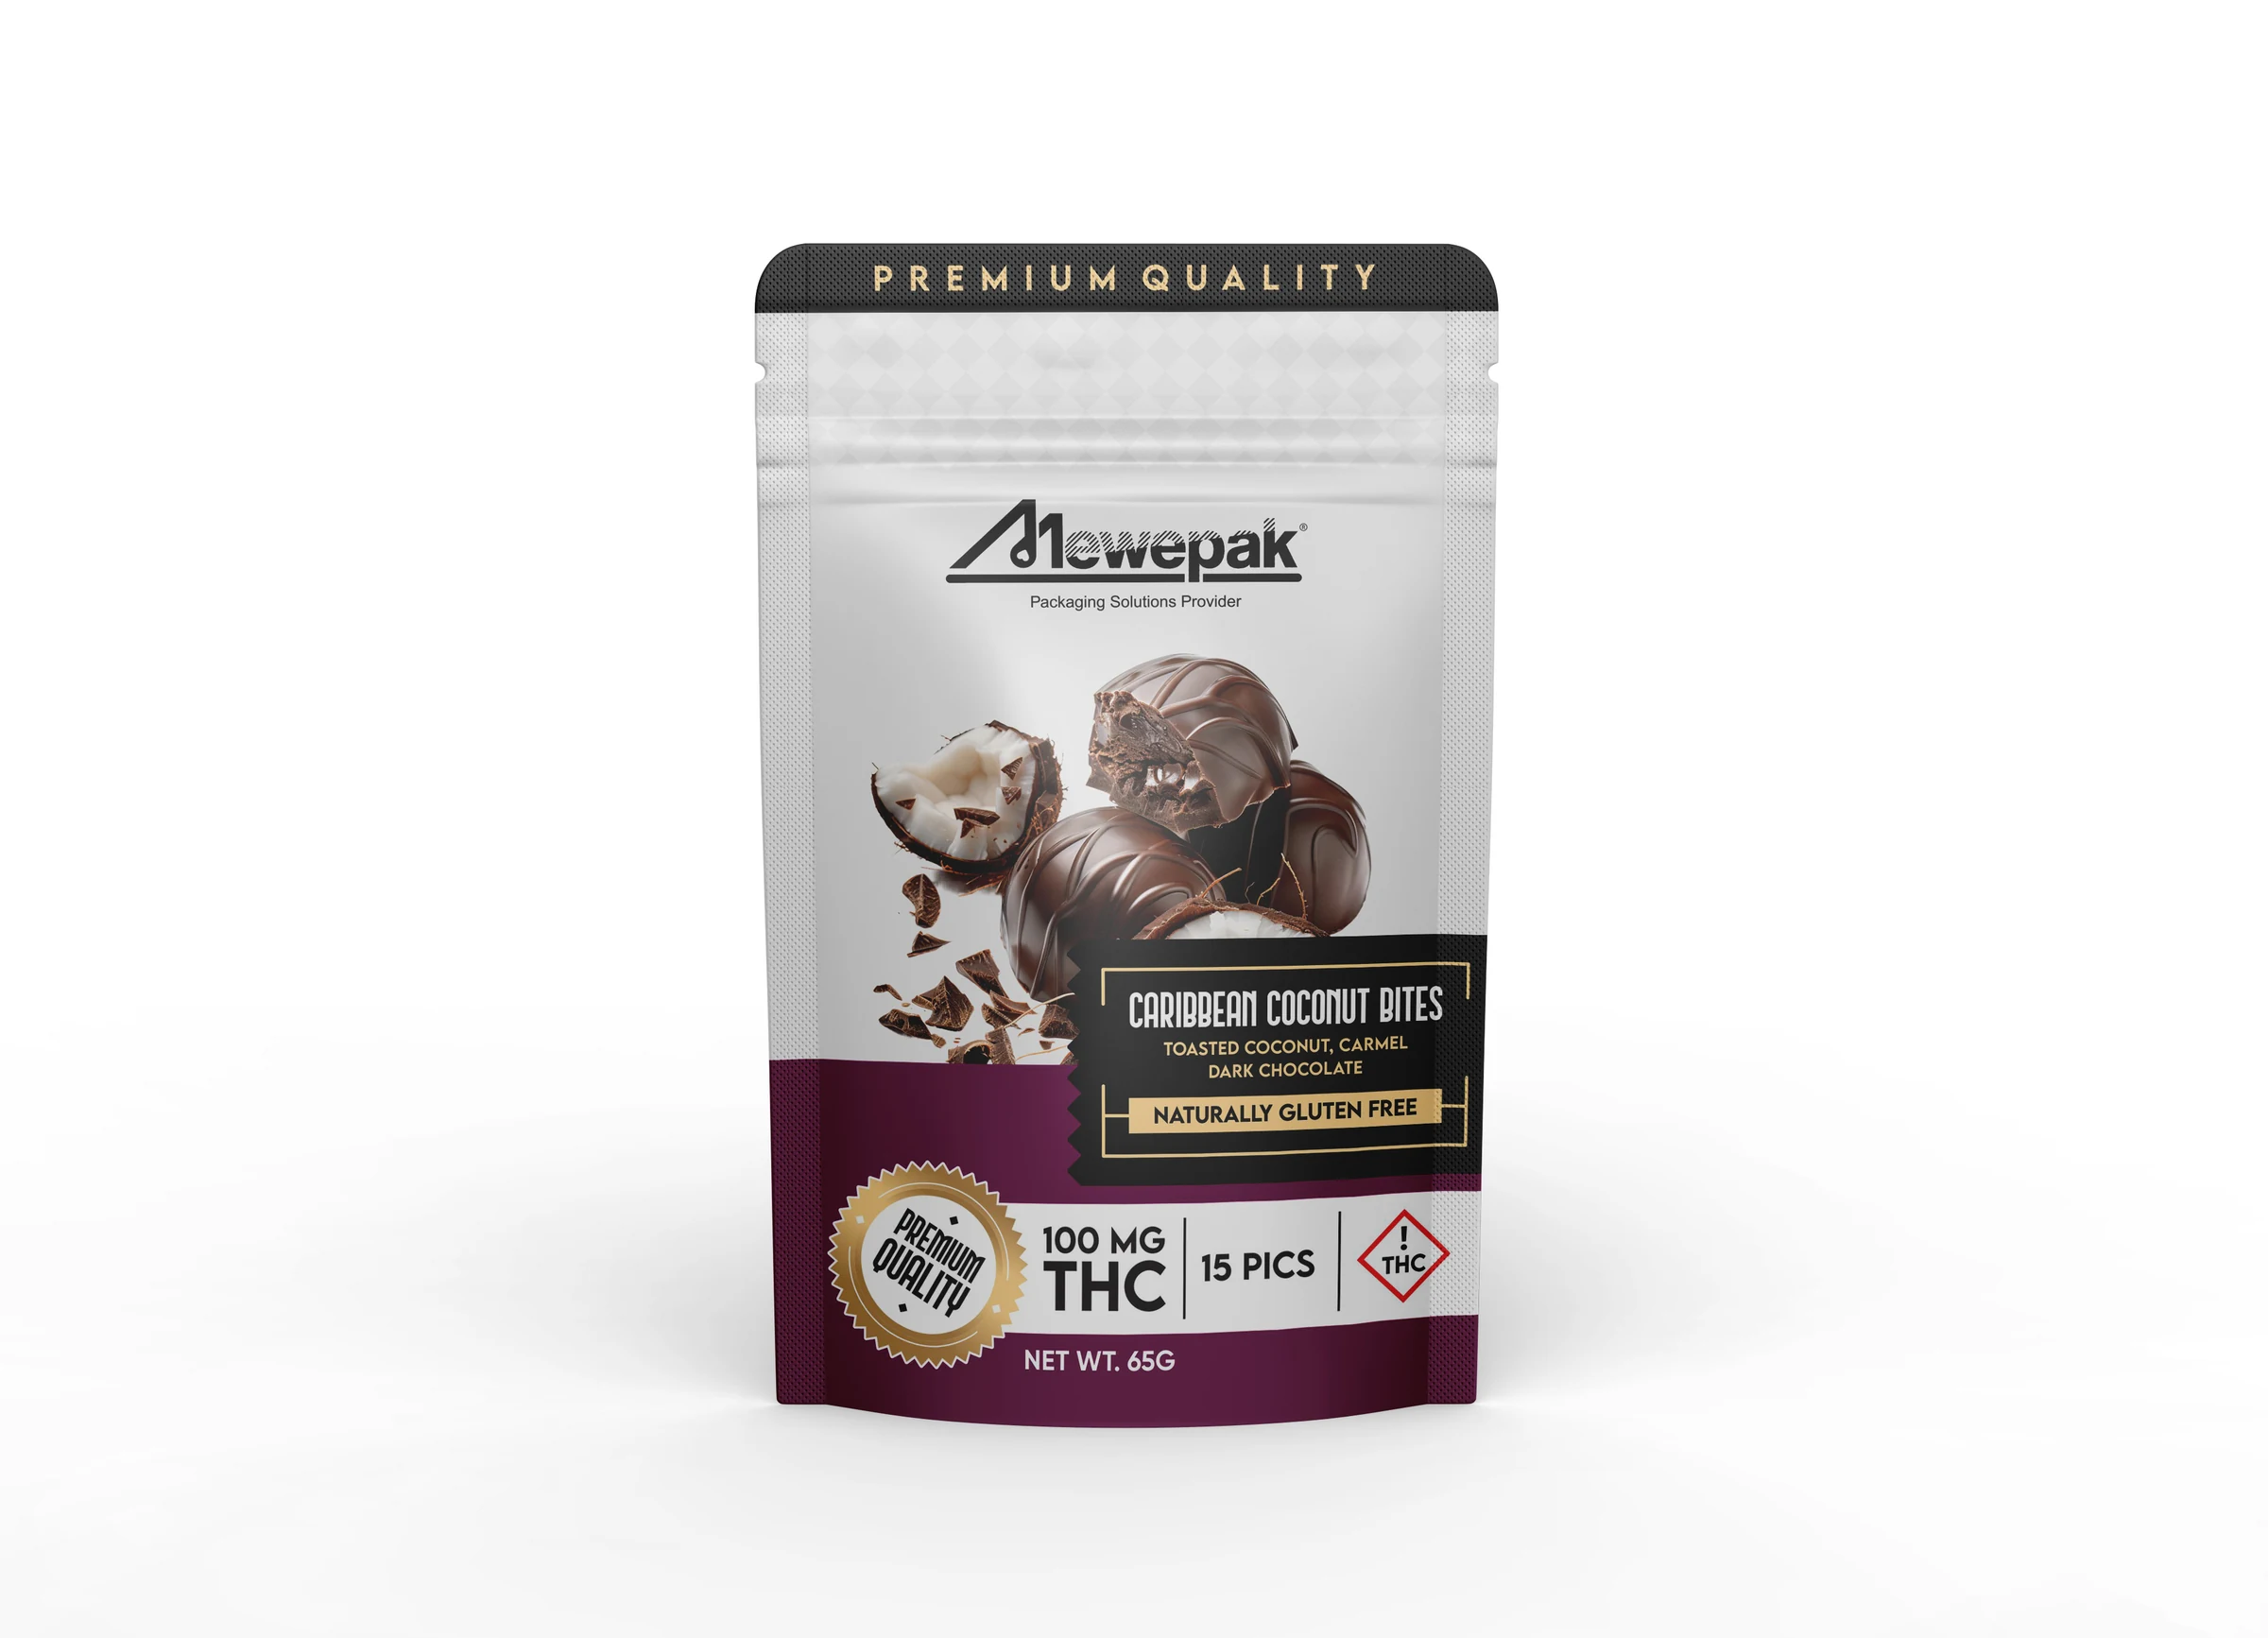 PREMIUM QUALITY
Mewepak®
Packaging Solutions Provider
CARIBBEAN COCONUT BITES
TOASTED COCONUT, CARMEL
DARK CHOCOLATE
NATURALLY GLUTEN FREE
PREMIUM
QUALITY
100 MG
THC
15 PICS
!
THC
NET WT. 65G